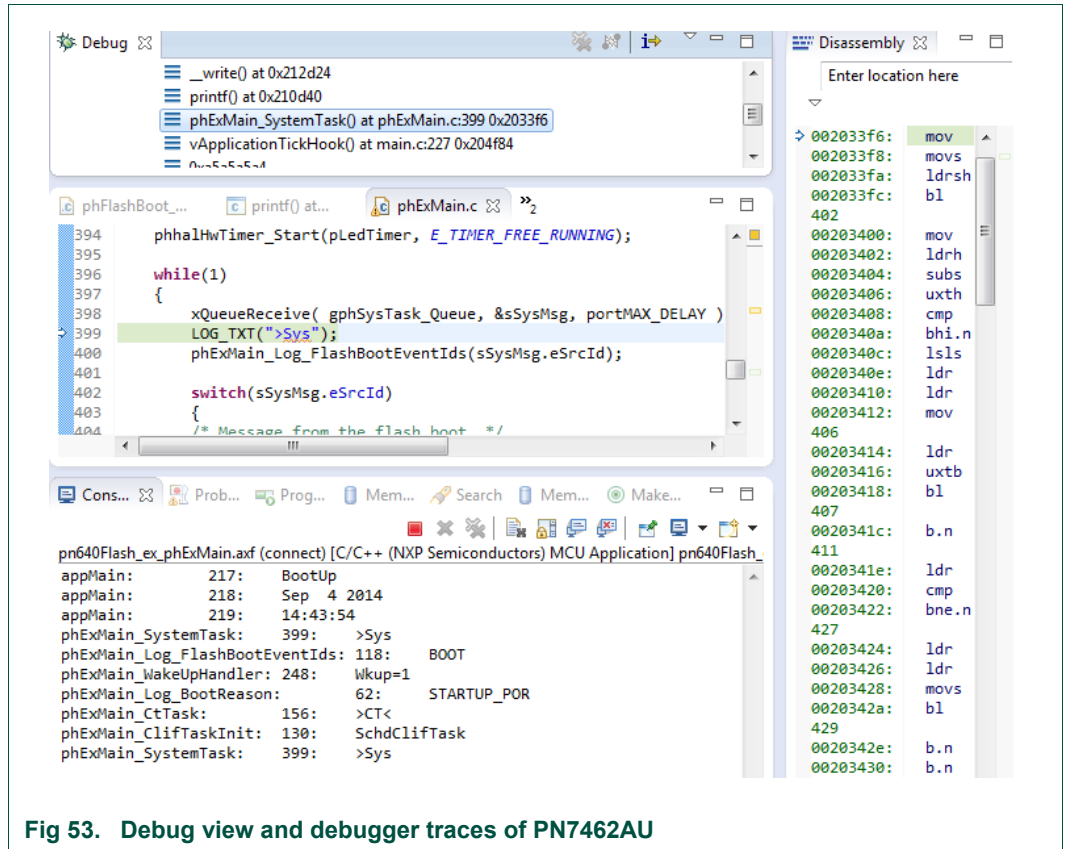 Debug
__write() at 0x212d24
printf() at 0x210d40
phExMain_SystemTask() at phExMain.c:399 0x2033f6
vApplicationTickHook() at main.c:227 0x204f84
0xa5a5a5a4
phFlashBoot_... printf() at... phExMain.c »2
394 phhalHwTimer_Start(pLedTimer, E_TIMER_FREE_RUNNING);
395
396 while(1)
397 {
398 xQueueReceive( gphSysTask_Queue, &sSysMsg, portMAX_DELAY )
399 LOG_TXT(">Sys");
400 phExMain_Log_FlashBootEventIds(sSysMsg.eSrcId);
401
402 switch(sSysMsg.eSrcId)
403 {
404 /* Message from the flash boot */
Cons... Prob... Prog... Mem... Search Mem... Make...
pn640Flash_ex_phExMain.axf (connect) [C/C++ (NXP Semiconductors) MCU Application] pn640Flash_
appMain: 217: BootUp
appMain: 218: Sep 4 2014
appMain: 219: 14:43:54
phExMain_SystemTask: 399: >Sys
phExMain_Log_FlashBootEventIds: 118: BOOT
phExMain_WakeUpHandler: 248: Wkup=1
phExMain_Log_BootReason: 62: STARTUP_POR
phExMain_CtTask: 156: >CT<
phExMain_ClifTaskInit: 130: SchdClifTask
phExMain_SystemTask: 399: >Sys
Disassembly
Enter location here
002033f6: mov
002033f8: movs
002033fa: ldrsh
002033fc: bl
402
00203400: mov
00203402: ldrh
00203404: subs
00203406: uxth
00203408: cmp
0020340a: bhi.n
0020340c: lsls
0020340e: ldr
00203410: ldr
00203412: mov
406
00203414: ldr
00203416: uxtb
00203418: bl
407
0020341c: b.n
411
0020341e: ldr
00203420: cmp
00203422: bne.n
427
00203424: ldr
00203426: ldr
00203428: movs
0020342a: bl
429
0020342e: b.n
00203430: b.n
Fig 53. Debug view and debugger traces of PN7462AU